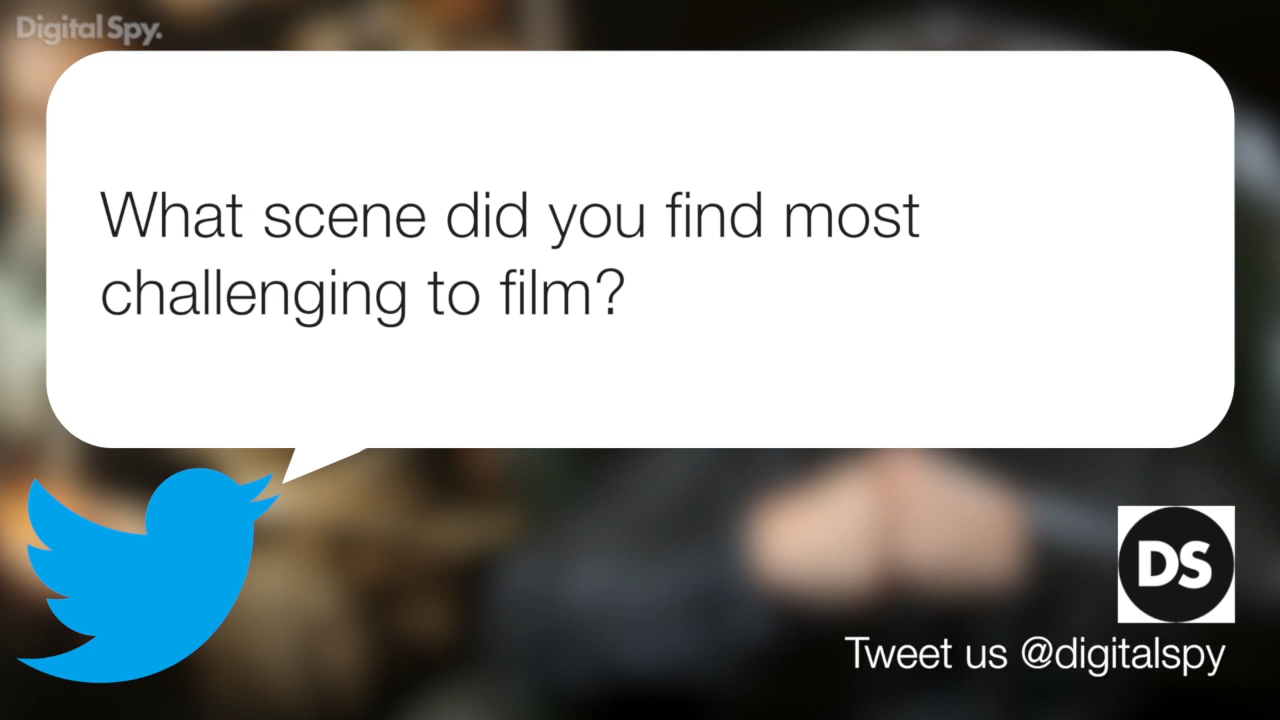 Digital Spy.
What scene did you find most
challenging to film?
DS
Tweet us @digitalspy